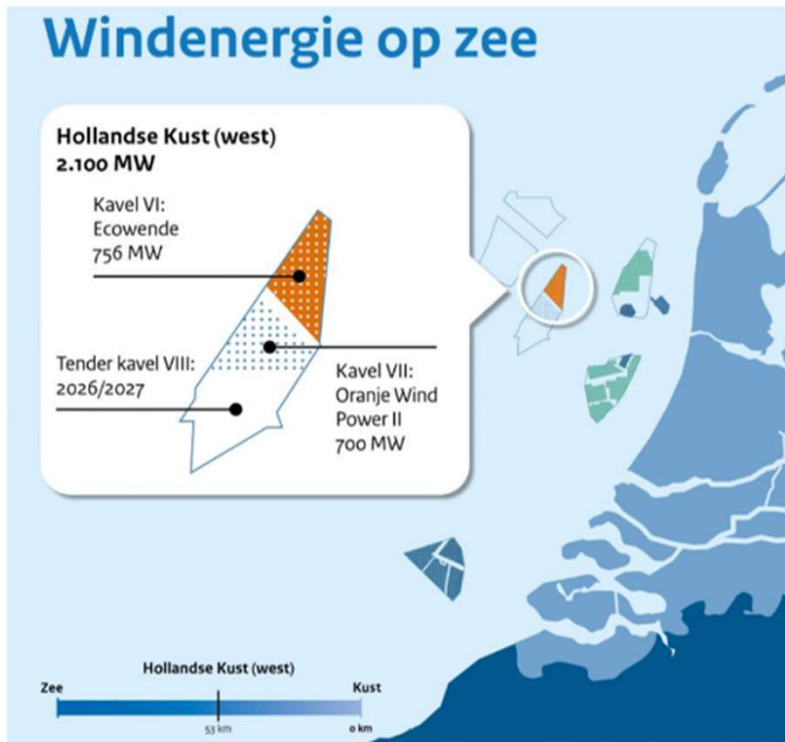 Windenergie op zee
Hollandse Kust (west)
2.100 MW
Kavel VI:
Ecowende
756 MW
Tender kavel VIII:
2026/2027
Kavel VII:
Oranje Wind
Power II
700 MW
Hollandse Kust (west)
Zee
Kust
53 km
0 km